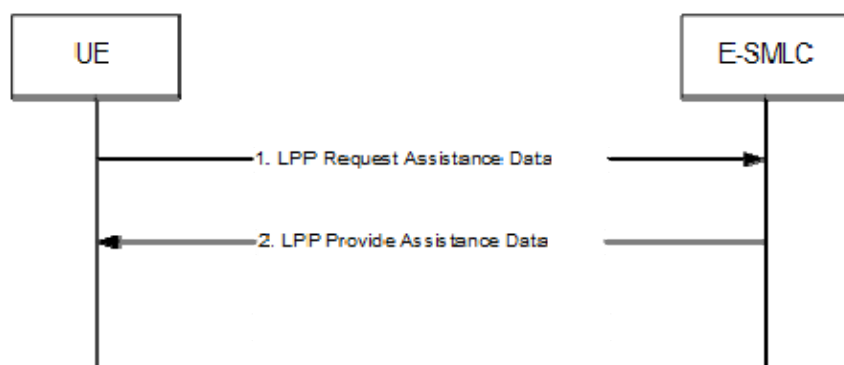 UE
E-SMLC
1. LPP Request Assistance Data
2. LPP Provide Assistance Data